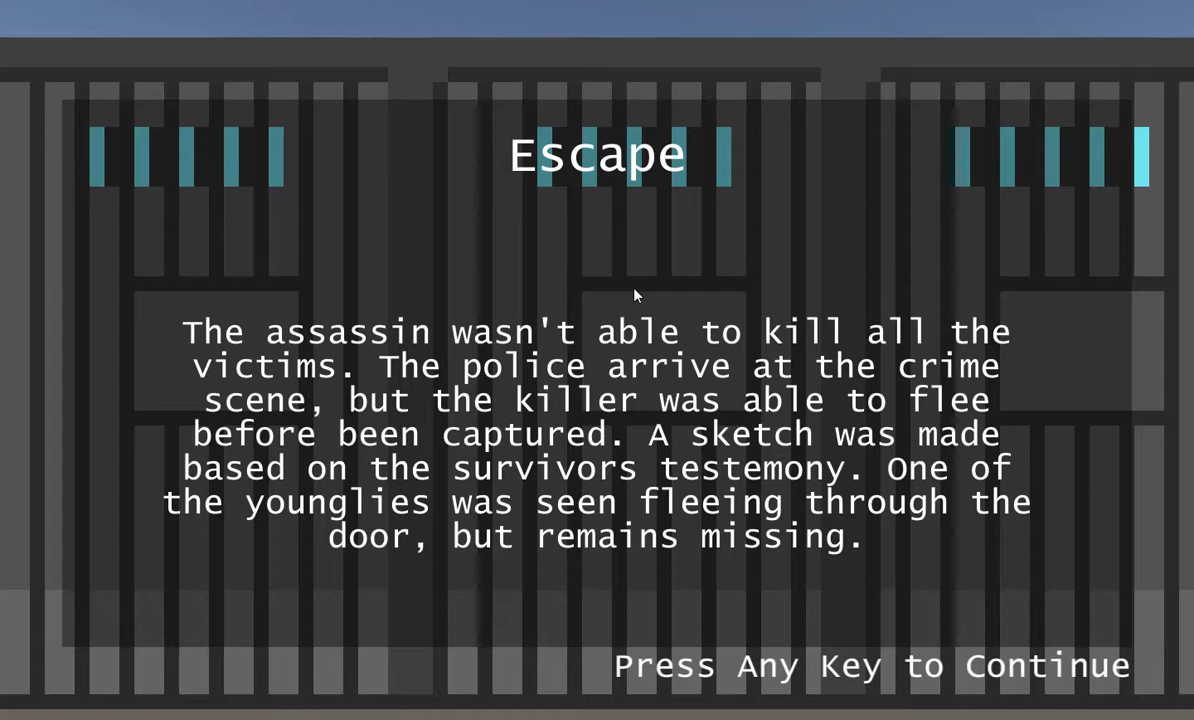 Escape
The assassin wasn't able to kill all the
victims. The police arrive at the crime
scene, but the killer was able to flee
before been captured. A sketch was made
based on the survivors testemony. One of
the younglies was seen fleeing through the
door, but remains missing.
Press Any Key to Continue